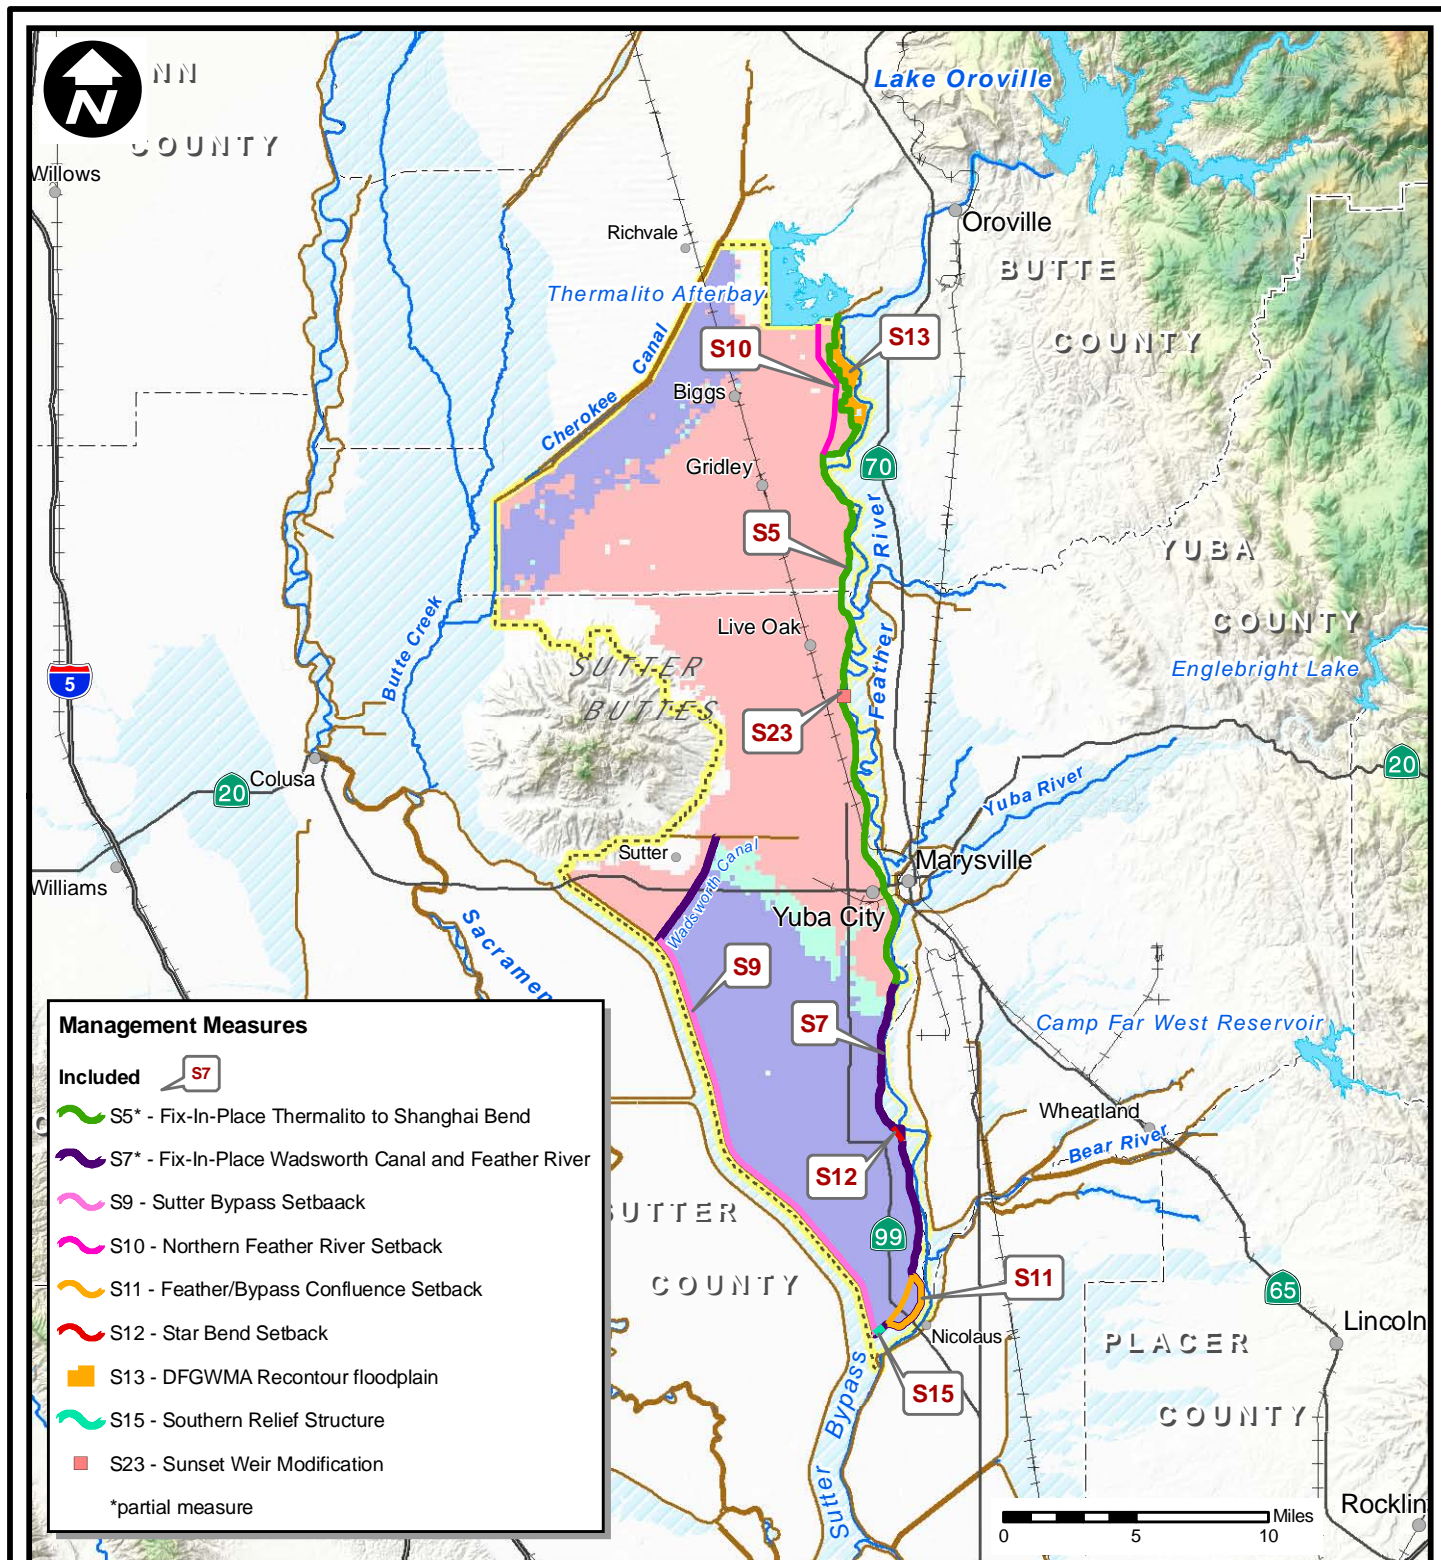 N
NN
COUNTY
Willows
Lake Oroville
Oroville
Richvale
BUTTE
COUNTY
Thermalito Afterbay
S10
S13
Cherokee Canal
Biggs
Gridley
70
S5
Feather River
YUBA
COUNTY
Butte Creek
Live Oak
Englebright Lake
SUTTER
BUTTES
5
S23
20
Colusa
20
Yuba River
Sutter
Wadsworth Canal
Marysville
Williams
Yuba City
Sacramen
S9
S7
Camp Far West Reservoir
Wheatland
Bear River
S12
SUTTER
COUNTY
99
S11
65
Nicolaus
PLACER
COUNTY
Lincoln
S15
Sutter Bypass
Rocklin
Management Measures
Included
S7
S5* - Fix-In-Place Thermalito to Shanghai Bend
S7* - Fix-In-Place Wadsworth Canal and Feather River
S9 - Sutter Bypass Setbaack
S10 - Northern Feather River Setback
S11 - Feather/Bypass Confluence Setback
S12 - Star Bend Setback
S13 - DFGWMA Recontour floodplain
S15 - Southern Relief Structure
S23 - Sunset Weir Modification
*partial measure
Miles
0 5 10